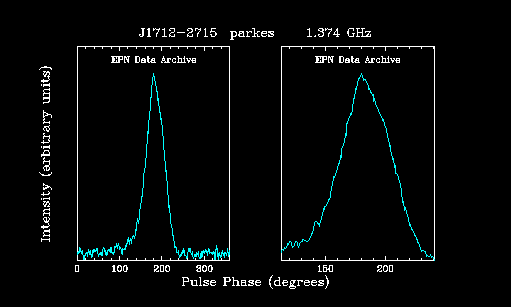 J1712-2715 parkes 1.374 GHz
EPN Data Archive EPN Data Archive
Intensity (arbitrary units)
0 100 200 300 150 200
Pulse Phase (degrees)